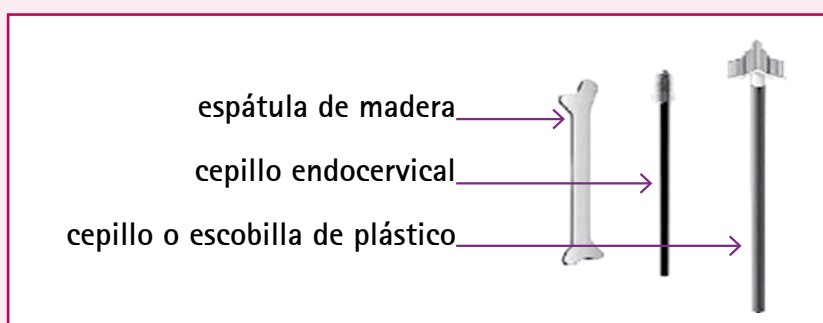 espátula de madera
cepillo endocervical
cepillo o escobilla de plástico